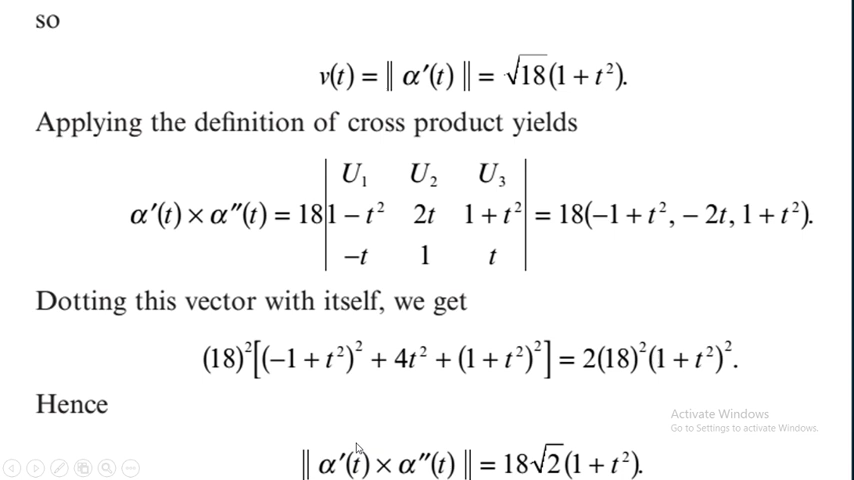 so
v(t) = ‖ α′(t) ‖ = √18(1 + t²).
Applying the definition of cross product yields
U₁ U₂ U₃
α′(t) × α″(t) = 18|1 − t² 2t 1 + t²| = 18(−1 + t², − 2t, 1 + t²).
−t 1 t
Dotting this vector with itself, we get
(18)²[(−1 + t²)² + 4t² + (1 + t²)²] = 2(18)²(1 + t²)².
Hence
Activate Windows
Go to Settings to activate Windows.
‖ α′(t) × α″(t) ‖ = 18√2(1 + t²).